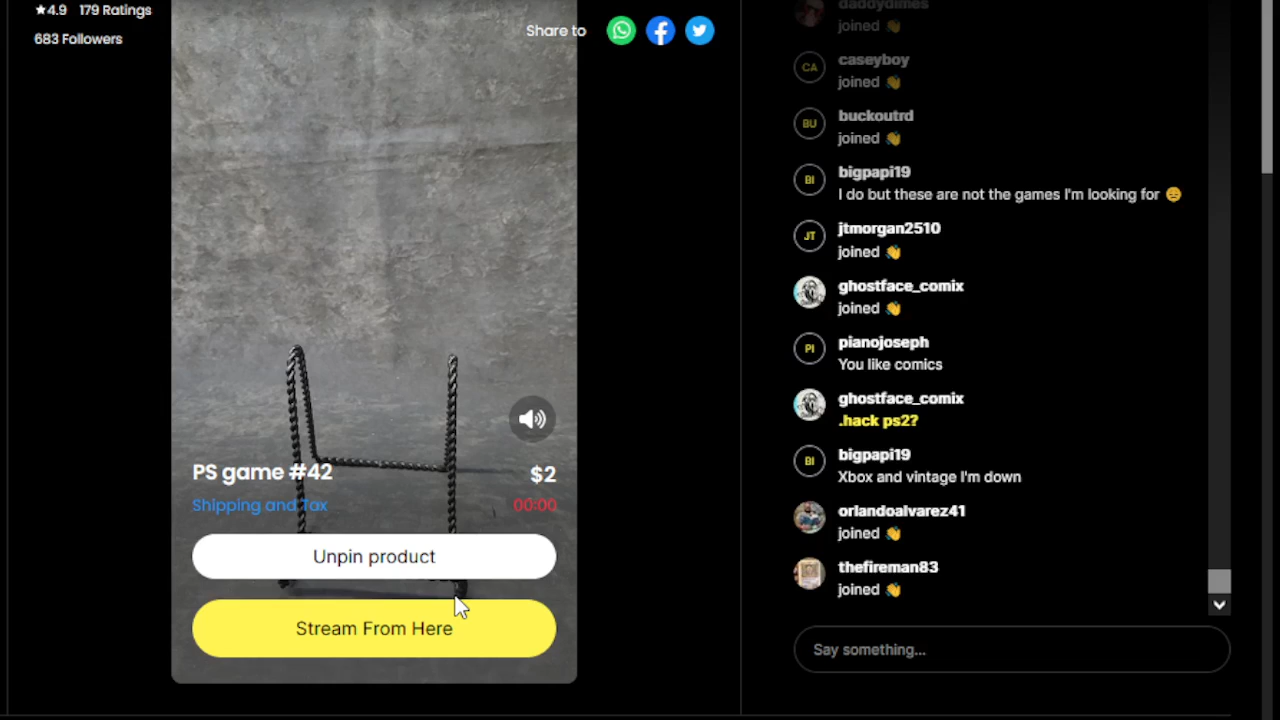 ★4.9 179 Ratings
683 Followers
Share to
PS game #42
$2
Shipping and Tax
00:00
Unpin product
Stream From Here
daddydimes
joined 👏
CA
caseyboy
joined 👏
BU
buckoutrd
joined 👏
BI
bigpapi19
I do but these are not the games I'm looking for 😔
JT
jtmorgan2510
joined 👏
ghostface_comix
joined 👏
PI
pianojoseph
You like comics
ghostface_comix
.hack ps2?
BI
bigpapi19
Xbox and vintage I'm down
orlandoalvarez41
joined 👏
thefireman83
joined 👏
Say something...